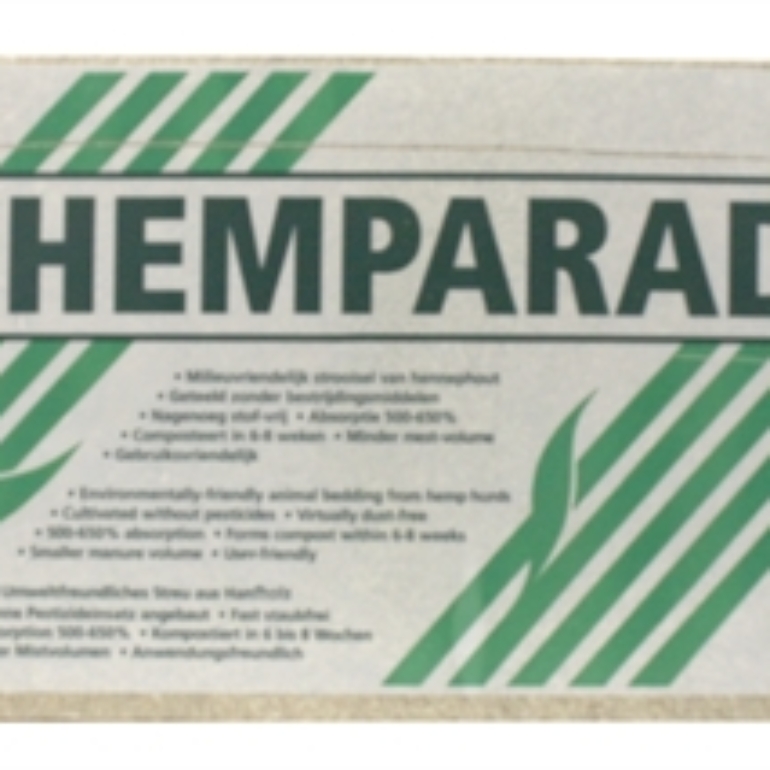 HEMPARAD
• Milieuvriendelijk strooisel van hennephout
• Geteeld zonder bestrijdingsmiddelen
• Nagenoeg stof-vrij • Absorptie 500-650%
• Composteert in 6-8 weken • Minder mest-volume
• Gebruiksvriendelijk
• Environmentally-friendly animal bedding from hemp hurds
• Cultivated without pesticides • Virtually dust-free
• 500-650% absorption • Forms compost within 6-8 weeks
• Smaller manure volume • User-friendly
Umweltfreundliches Streu aus Hanfholz
ne Pestizideinsatz angebaut • Fast staubfrei
orption 500-650% • Kompostiert in 6 bis 8 Wochen
r Mistvolumen • Anwendungsfreundlich